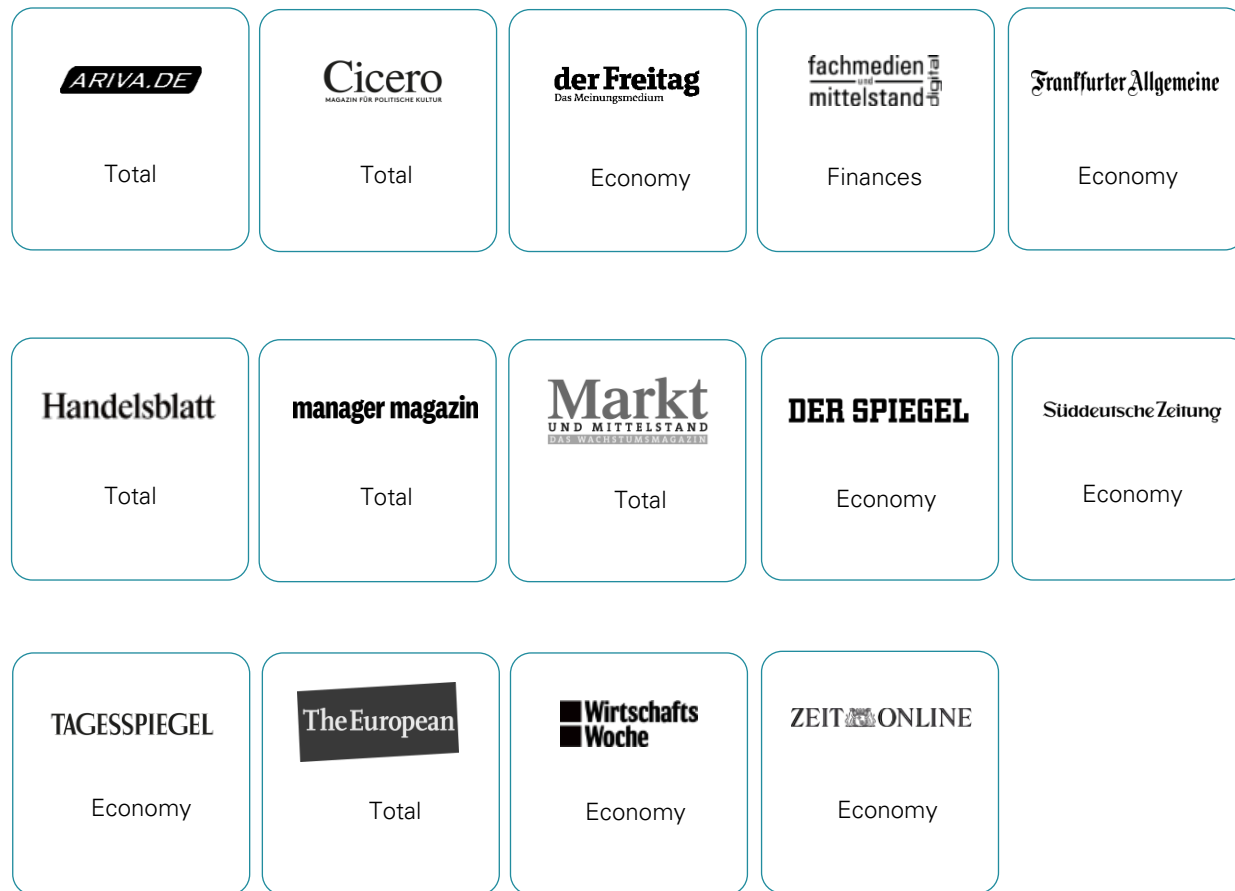 ARIVA.DE
Total
Cicero
MAGAZIN FÜR POLITISCHE KULTUR
Total
der Freitag
Das Meinungsmedium
Economy
fachmedien
und
mittelstand
digital
Finances
Frankfurter Allgemeine
Economy
Handelsblatt
Total
manager magazin
Total
Markt
UND MITTELSTAND
DAS WACHSTUMSMAGAZIN
Total
DER SPIEGEL
Economy
Süddeutsche Zeitung
Economy
TAGESSPIEGEL
Economy
The European
Total
Wirtschafts
Woche
Economy
ZEIT ONLINE
Economy